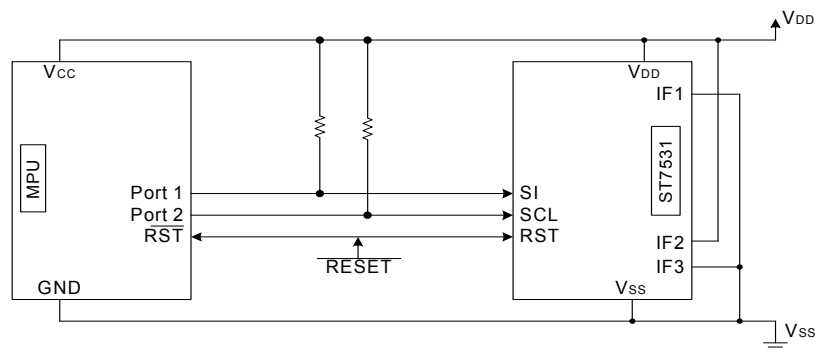 VDD
VCC
VDD
IF1
MPU
ST7531
Port 1
SI
Port 2
SCL
RST
RST
IF2
RESET
IF3
GND
VSS
VSS